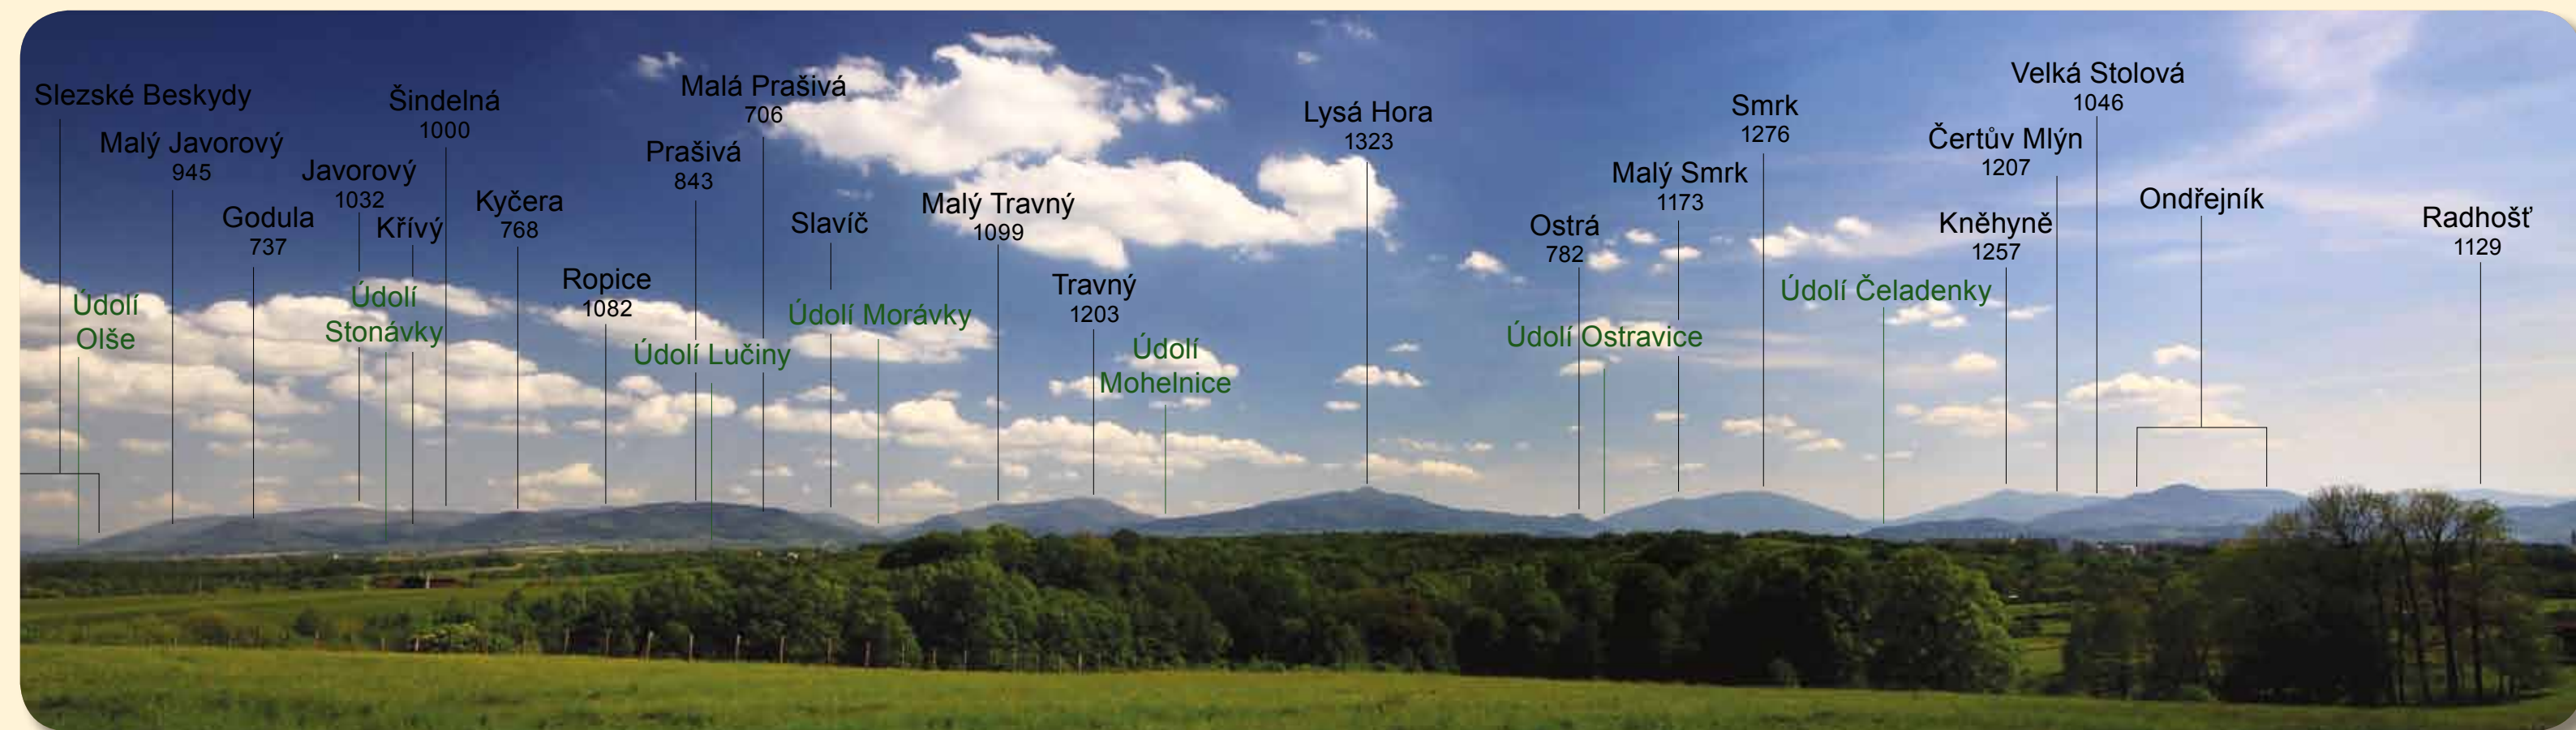 Slezské Beskydy
Malý Javorový
945
Godula
737
Údolí
Olše
Javorový
1032
Křívý
Údolí
Stonávky
Šindelná
1000
Kyčera
768
Ropice
1082
Malá Prašivá
706
Prašivá
843
Údolí Lučiny
Slavíč
Údolí Morávky
Malý Travný
1099
Travný
1203
Údolí
Mohelnice
Lysá Hora
1323
Ostrá
782
Údolí Ostravice
Malý Smrk
1173
Smrk
1276
Údolí Čeladenky
Velká Stolová
1046
Čertův Mlýn
1207
Kněhyně
1257
Ondřejník
Radhošť
1129